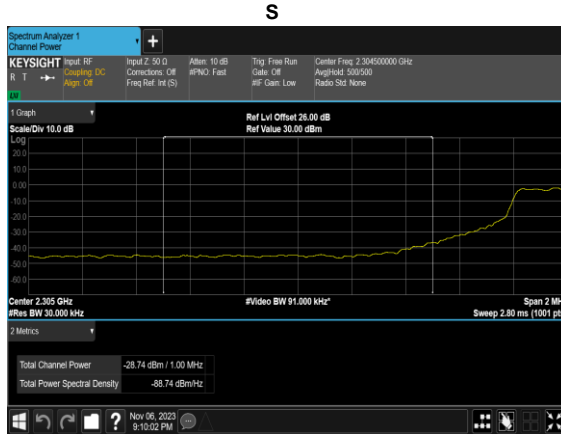 S
Spectrum Analyzer 1
Channel Power
+
KEYSIGHT Input: RF Input Z: 50 Ω Atten: 10 dB Trig: Free Run Center Freq: 2.304500000 GHz
R T Coupling: DC Corrections: Off #PNO: Fast Gate: Off Avg|Hold: 500/500
Align: Off Freq Ref: Int (S) #IF Gain: Low Radio Std: None
1 Graph
Ref Lvl Offset 26.00 dB
Scale/Div 10.0 dB Ref Value 30.00 dBm
Log
20.0
10.0
0.00
-10.0
-20.0
-30.0
-40.0
-50.0
-60.0
Center 2.305 GHz #Video BW 91.000 kHz* Span 2 MH
#Res BW 30.000 kHz Sweep 2.80 ms (1001 pt
2 Metrics
Total Channel Power -28.74 dBm / 1.00 MHz
Total Power Spectral Density -88.74 dBm/Hz
? Nov 06, 2023
9:10:02 PM